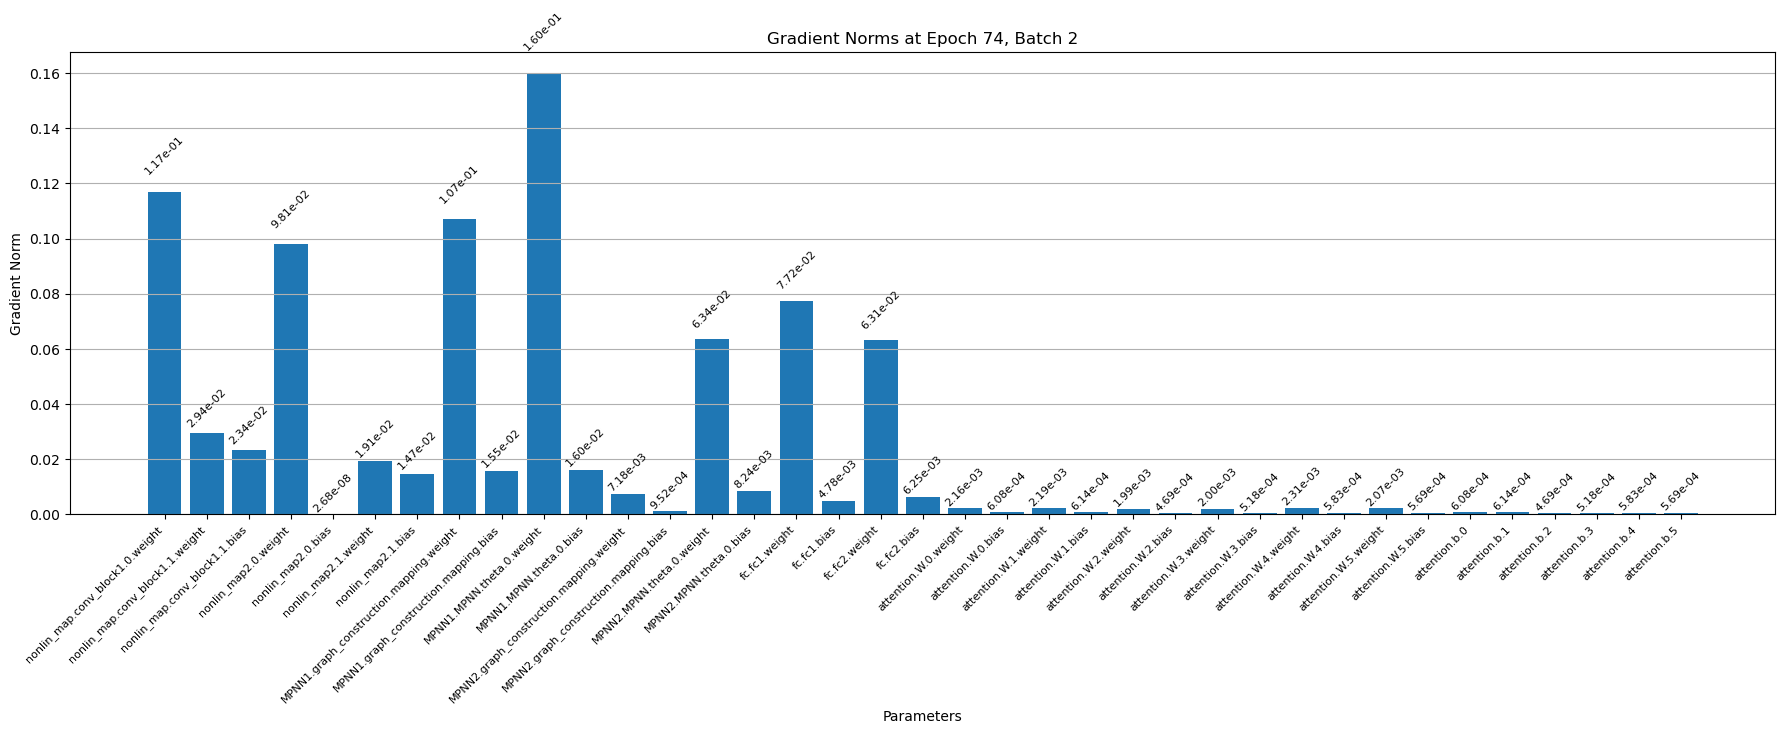 Gradient Norms at Epoch 74, Batch 2
Gradient Norm
0.16
0.14
0.12
0.10
0.08
0.06
0.04
0.02
0.00
1.17e-01
2.94e-02
2.34e-02
9.81e-02
2.68e-08
1.91e-02
1.47e-02
1.07e-01
1.55e-02
1.60e-01
1.60e-02
7.18e-03
9.52e-04
6.34e-02
8.24e-03
7.72e-02
4.78e-03
6.31e-02
6.25e-03
2.16e-03
6.08e-04
2.19e-03
6.14e-04
1.99e-03
4.69e-04
2.00e-03
5.18e-04
2.31e-03
5.83e-04
2.07e-03
5.69e-04
6.08e-04
6.14e-04
4.69e-04
5.18e-04
5.83e-04
5.69e-04
nonlin_map.conv_block1.0.weight
nonlin_map.conv_block1.1.weight
nonlin_map.conv_block1.1.bias
nonlin_map2.0.weight
nonlin_map2.0.bias
nonlin_map2.1.weight
nonlin_map2.1.bias
MPNN1.graph_construction.mapping.weight
MPNN1.graph_construction.mapping.bias
MPNN1.MPNN.theta.0.weight
MPNN1.MPNN.theta.0.bias
MPNN2.graph_construction.mapping.weight
MPNN2.graph_construction.mapping.bias
MPNN2.MPNN.theta.0.weight
MPNN2.MPNN.theta.0.bias
fc.fc1.weight
fc.fc1.bias
fc.fc2.weight
fc.fc2.bias
attention.W.0.weight
attention.W.0.bias
attention.W.1.weight
attention.W.1.bias
attention.W.2.weight
attention.W.2.bias
attention.W.3.weight
attention.W.3.bias
attention.W.4.weight
attention.W.4.bias
attention.W.5.weight
attention.W.5.bias
attention.b.0
attention.b.1
attention.b.2
attention.b.3
attention.b.4
attention.b.5
Parameters